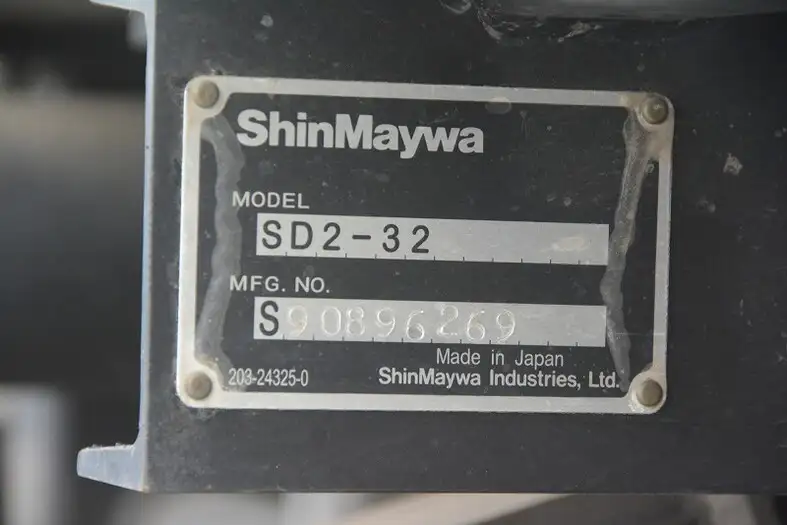 ShinMaywa
MODEL
SD2-32
MFG. NO.
S90896269
Made in Japan
203-24325-0 ShinMaywa Industries, Ltd.